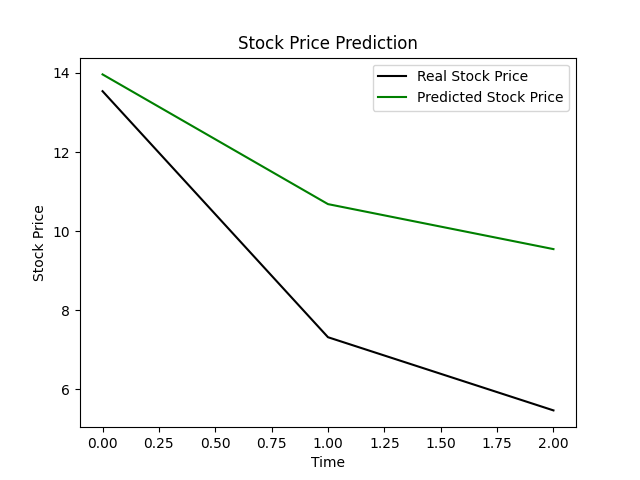 Stock Price Prediction
Real Stock Price
Predicted Stock Price
Stock Price
14
12
10
8
6
0.00 0.25 0.50 0.75 1.00 1.25 1.50 1.75 2.00
Time